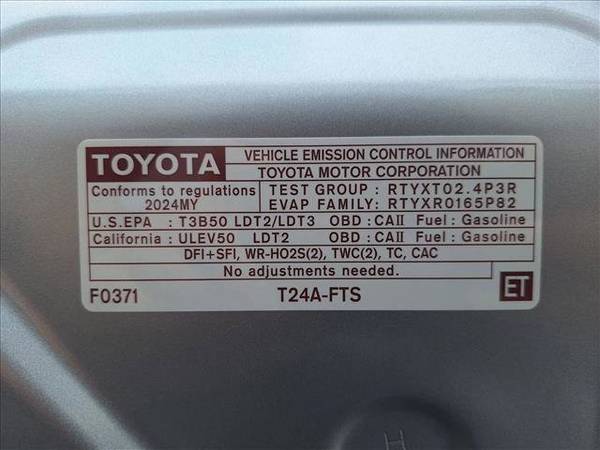 TOYOTA
VEHICLE EMISSION CONTROL INFORMATION
TOYOTA MOTOR CORPORATION
Conforms to regulations
2024MY
TEST GROUP : RTYXT02.4P3R
EVAP FAMILY: RTYXR0165P82
U.S.EPA : T3B50 LDT2/LDT3 OBD : CAII Fuel : Gasoline
California : ULEV50 LDT2 OBD : CAII Fuel : Gasoline
DFI+SFI, WR-HO2S(2), TWC(2), TC, CAC
No adjustments needed.
F0371 T24A-FTS ET
H